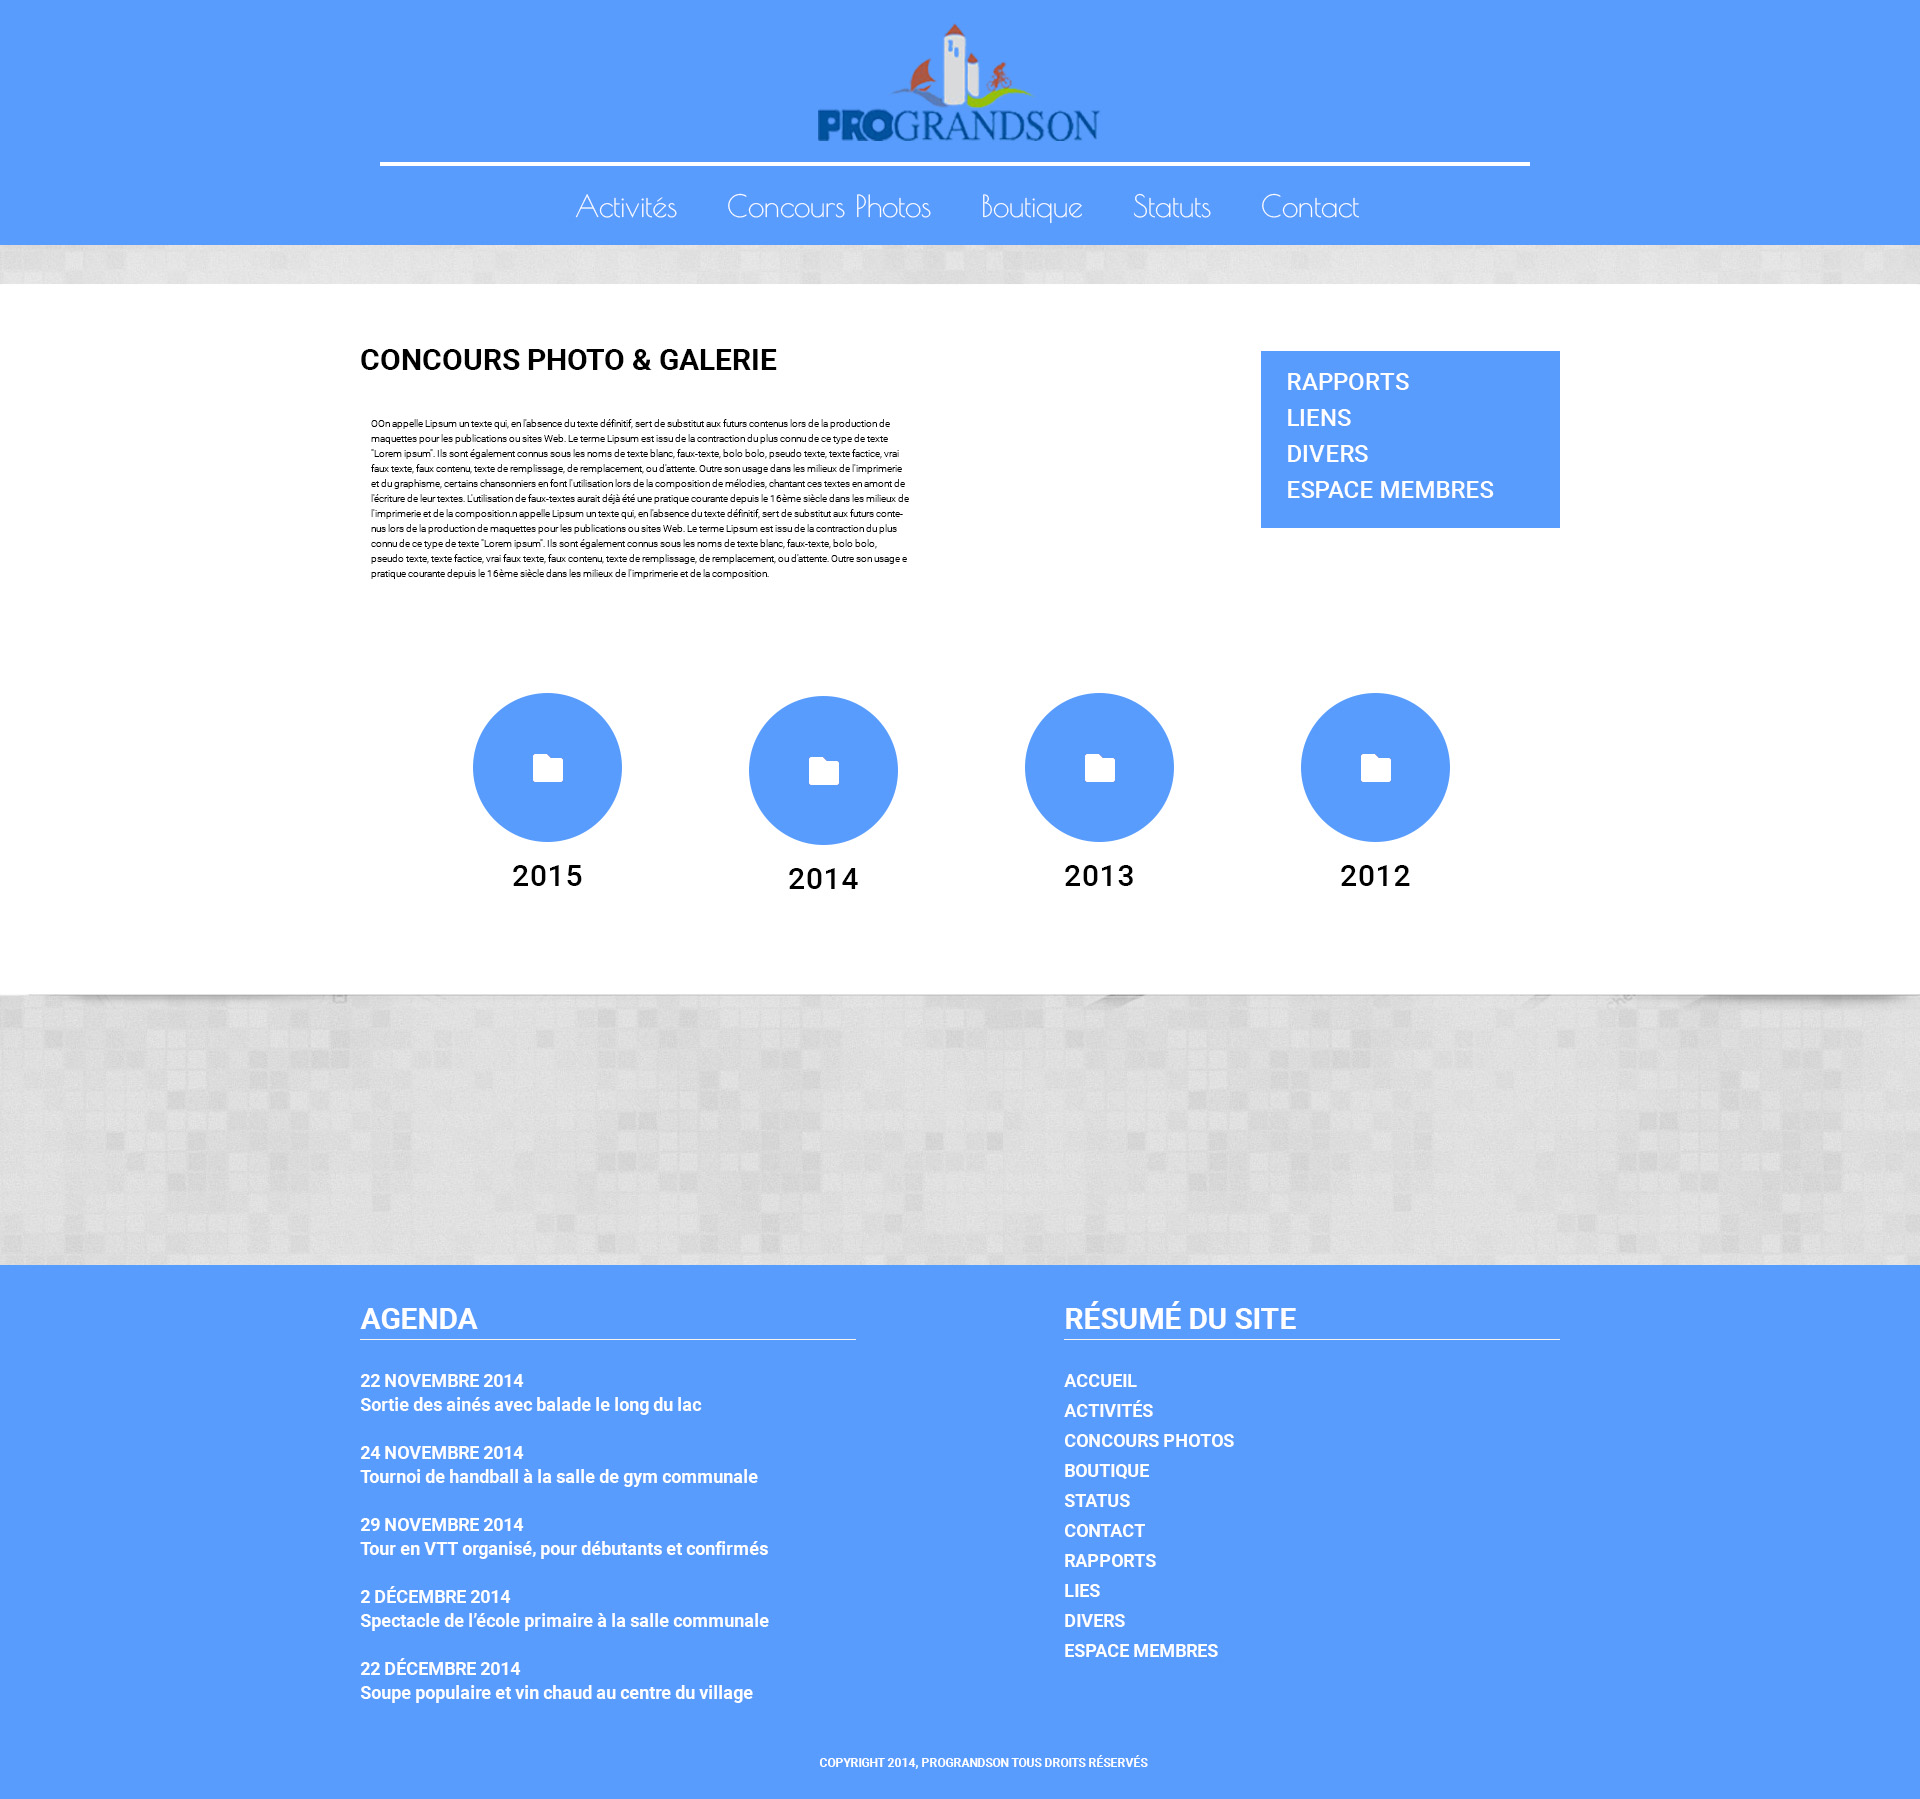 PROGRANDSON
Activités Concours Photos Boutique Statuts Contact
CONCOURS PHOTO & GALERIE
OOn appelle Lipsum un texte qui, en l'absence du texte définitif, sert de substitut aux futurs contenus lors de la production de
maquettes pour les publications ou sites Web. Le terme Lipsum est issu de la contraction du plus connu de ce type de texte
"Lorem ipsum". Ils sont également connus sous les noms de texte blanc, faux-texte, bolo bolo, pseudo texte, texte factice, vrai
faux texte, faux contenu, texte de remplissage, de remplacement, ou d'attente. Outre son usage dans les milieux de l'imprimerie
et du graphisme, certains chansonniers en font l'utilisation lors de la composition de mélodies, chantant ces textes en amont de
l'écriture de leur textes. L'utilisation de faux-textes aurait déjà été une pratique courante depuis le 16ème siècle dans les milieux de
l'imprimerie et de la composition.n appelle Lipsum un texte qui, en l'absence du texte définitif, sert de substitut aux futurs conte-
nus lors de la production de maquettes pour les publications ou sites Web. Le terme Lipsum est issu de la contraction du plus
connu de ce type de texte "Lorem ipsum". Ils sont également connus sous les noms de texte blanc, faux-texte, bolo bolo,
pseudo texte, texte factice, vrai faux texte, faux contenu, texte de remplissage, de remplacement, ou d'attente. Outre son usage e
pratique courante depuis le 16ème siècle dans les milieux de l'imprimerie et de la composition.
RAPPORTS
LIENS
DIVERS
ESPACE MEMBRES
2015
2014
2013
2012
AGENDA
22 NOVEMBRE 2014
Sortie des ainés avec balade le long du lac
24 NOVEMBRE 2014
Tournoi de handball à la salle de gym communale
29 NOVEMBRE 2014
Tour en VTT organisé, pour débutants et confirmés
2 DÉCEMBRE 2014
Spectacle de l'école primaire à la salle communale
22 DÉCEMBRE 2014
Soupe populaire et vin chaud au centre du village
RÉSUMÉ DU SITE
ACCUEIL
ACTIVITÉS
CONCOURS PHOTOS
BOUTIQUE
STATUS
CONTACT
RAPPORTS
LIES
DIVERS
ESPACE MEMBRES
COPYRIGHT 2014, PROGRANDSON TOUS DROITS RÉSERVÉS